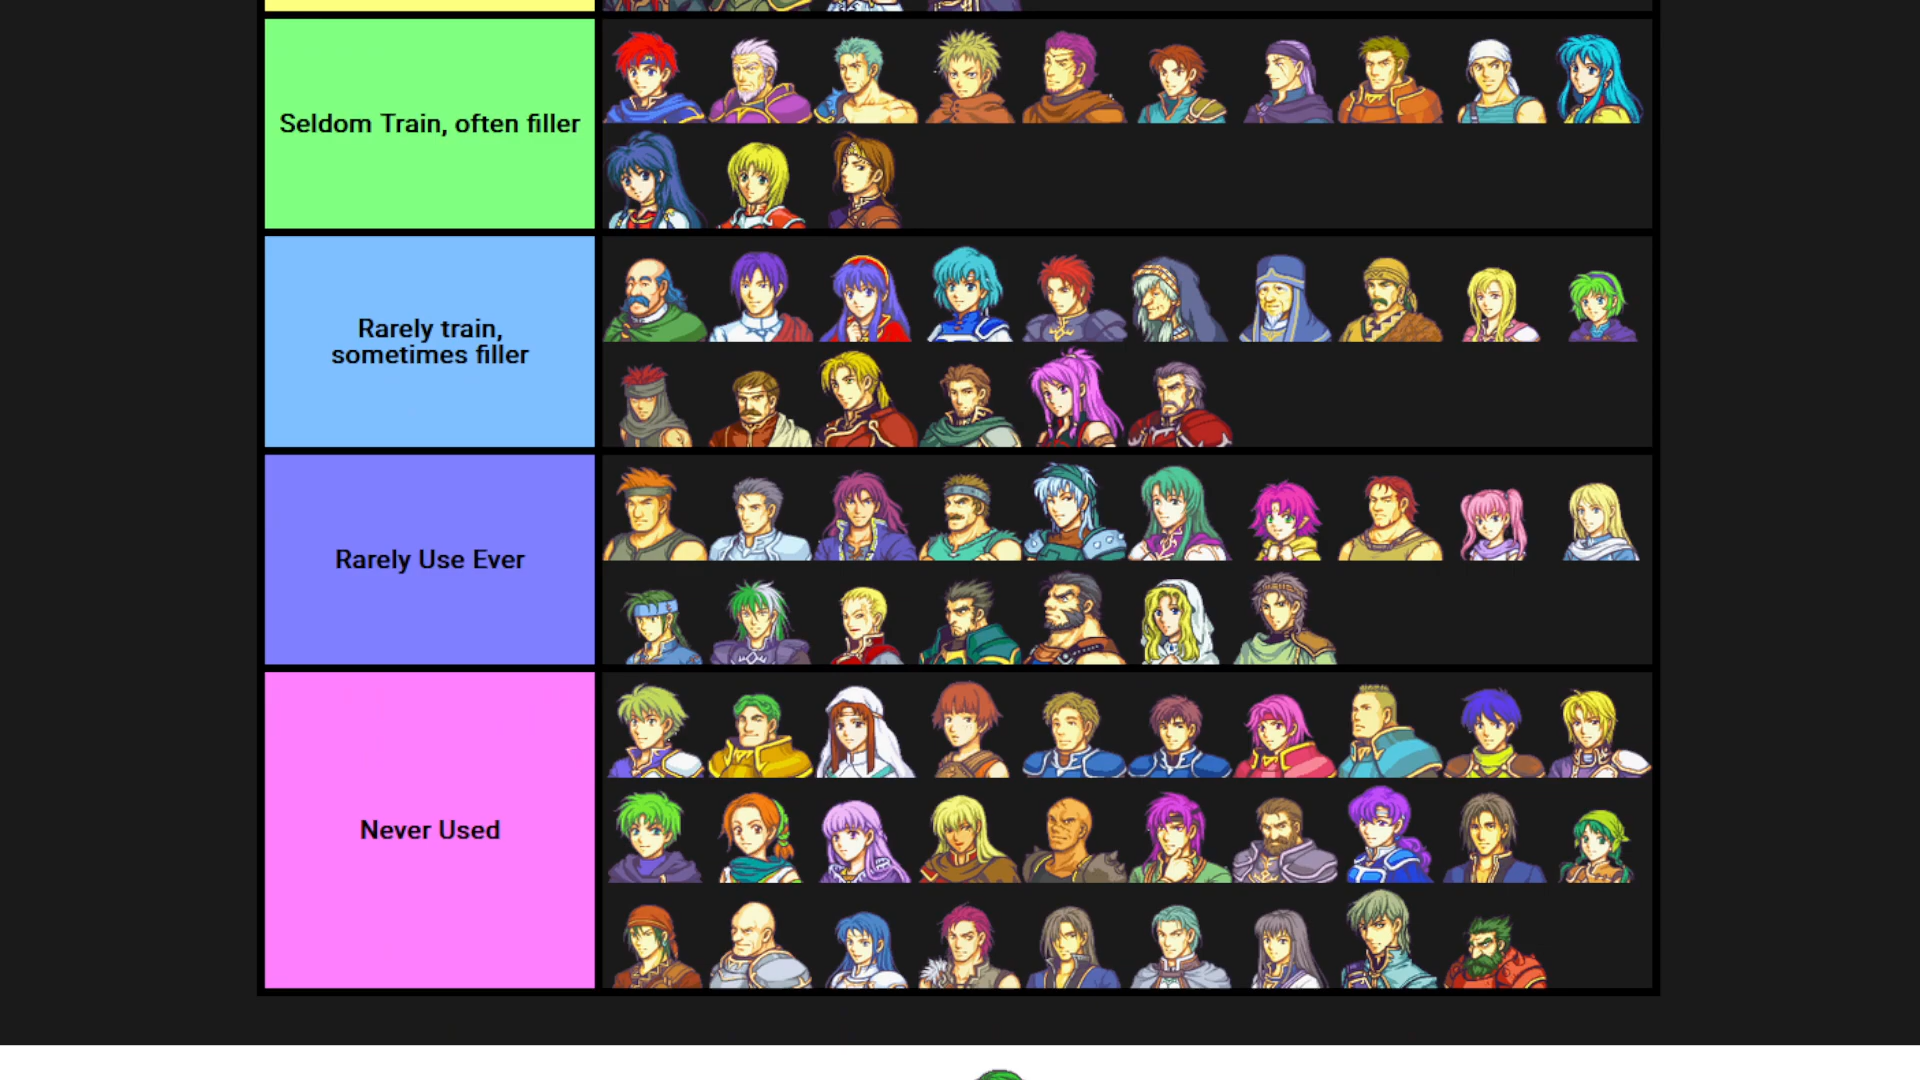 Seldom Train, often filler
Rarely train,
sometimes filler
Rarely Use Ever
Never Used